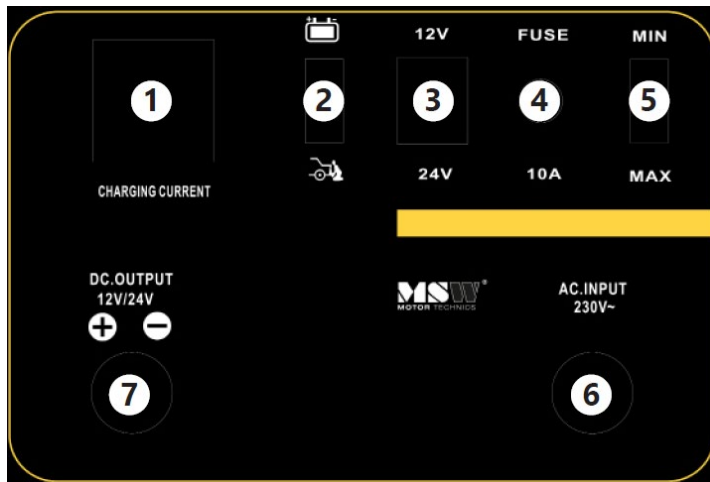 12V FUSE MIN
1 2 3 4 5
24V 10A MAX
CHARGING CURRENT
DC.OUTPUT
12V/24V
MSW®
MOTOR TECHNICS
AC.INPUT
230V~
7 6